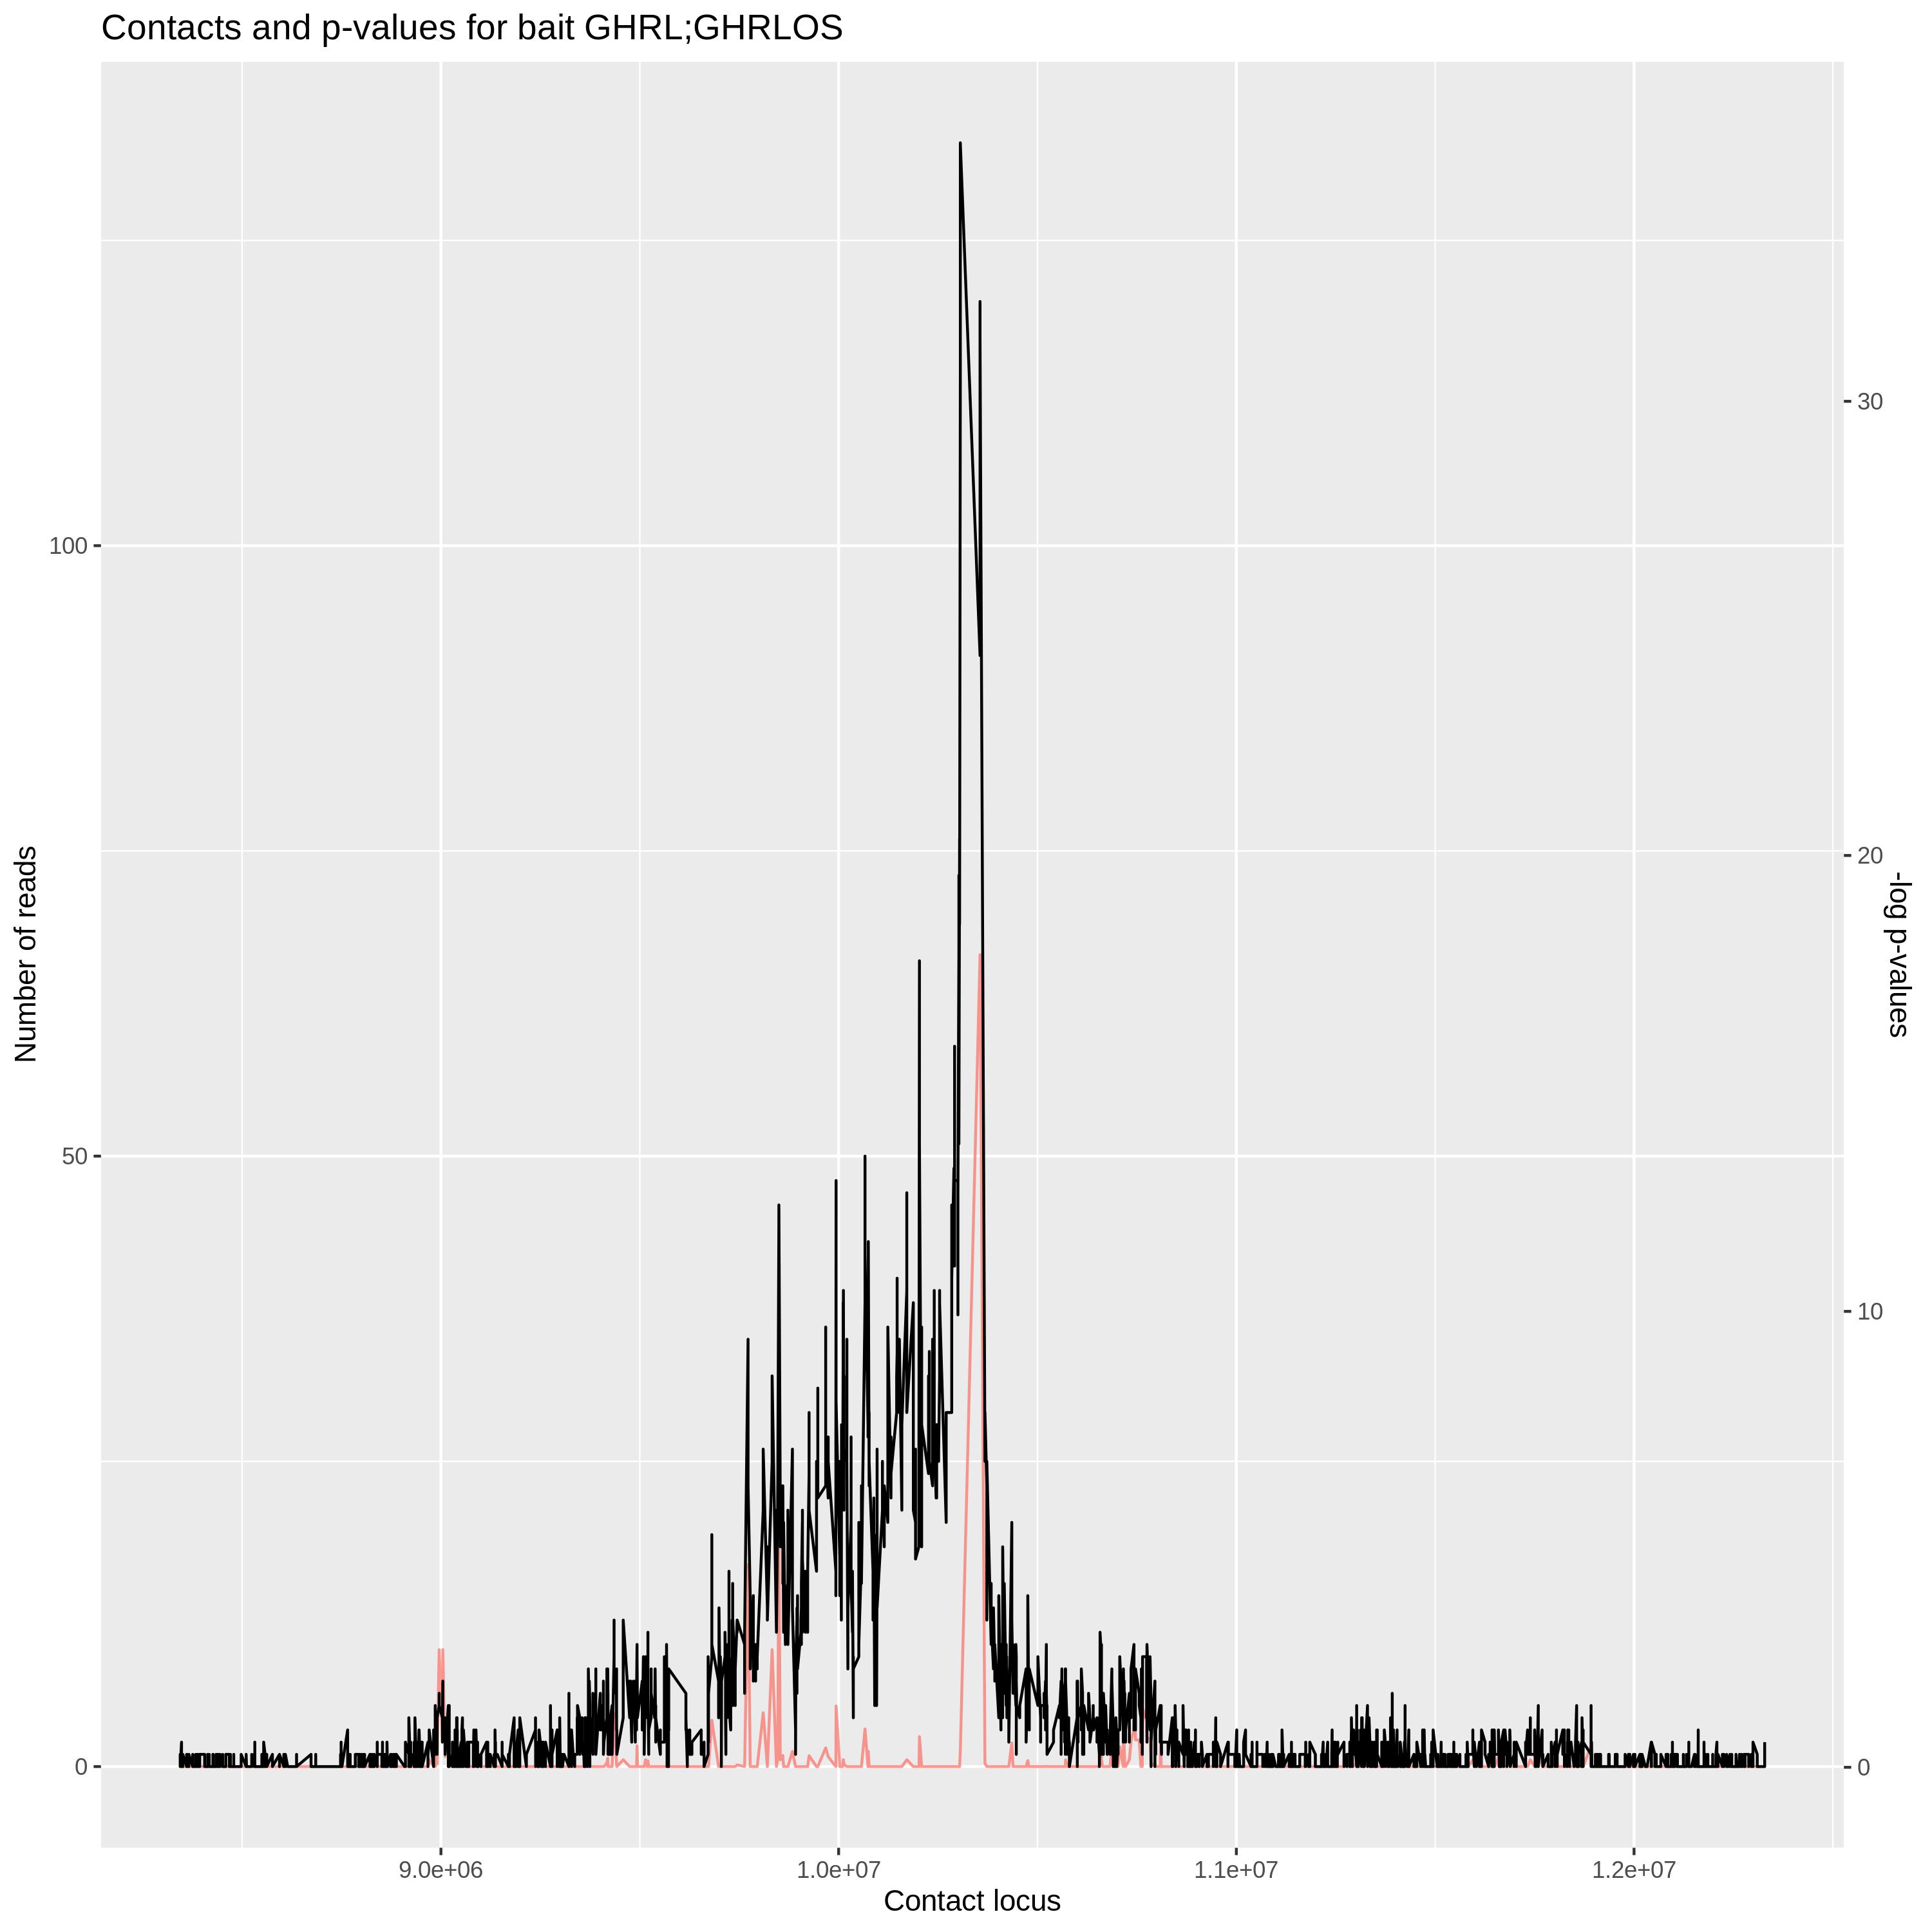 Contacts and p-values for bait GHRL;GHRLOS
Number of reads
100
50
0
30
20
10
0
-log p-values
9.0e+06
1.0e+07
1.1e+07
1.2e+07
Contact locus